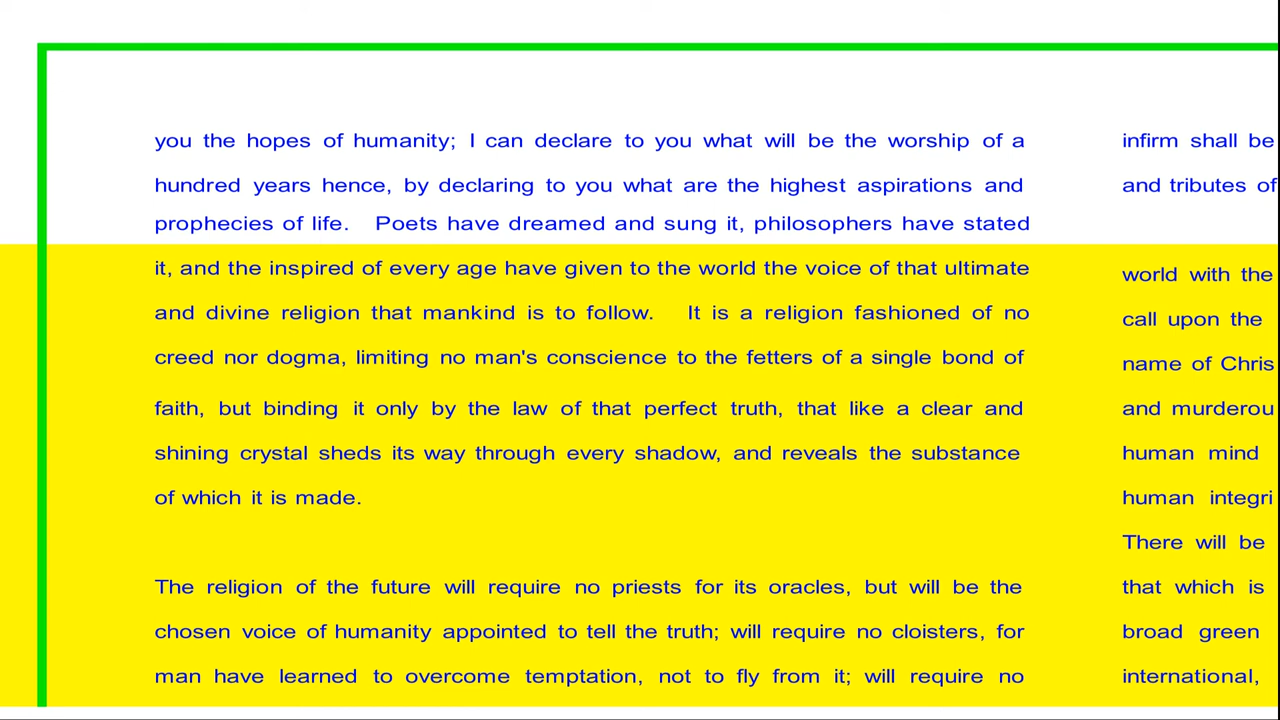 you the hopes of humanity; I can declare to you what will be the worship of a
hundred years hence, by declaring to you what are the highest aspirations and
prophecies of life. Poets have dreamed and sung it, philosophers have stated
it, and the inspired of every age have given to the world the voice of that ultimate
and divine religion that mankind is to follow. It is a religion fashioned of no
creed nor dogma, limiting no man's conscience to the fetters of a single bond of
faith, but binding it only by the law of that perfect truth, that like a clear and
shining crystal sheds its way through every shadow, and reveals the substance
of which it is made.
The religion of the future will require no priests for its oracles, but will be the
chosen voice of humanity appointed to tell the truth; will require no cloisters, for
man have learned to overcome temptation, not to fly from it; will require no
infirm shall be
and tributes of
world with the
call upon the
name of Chris
and murderou
human mind
human integri
There will be
that which is
broad green
international,